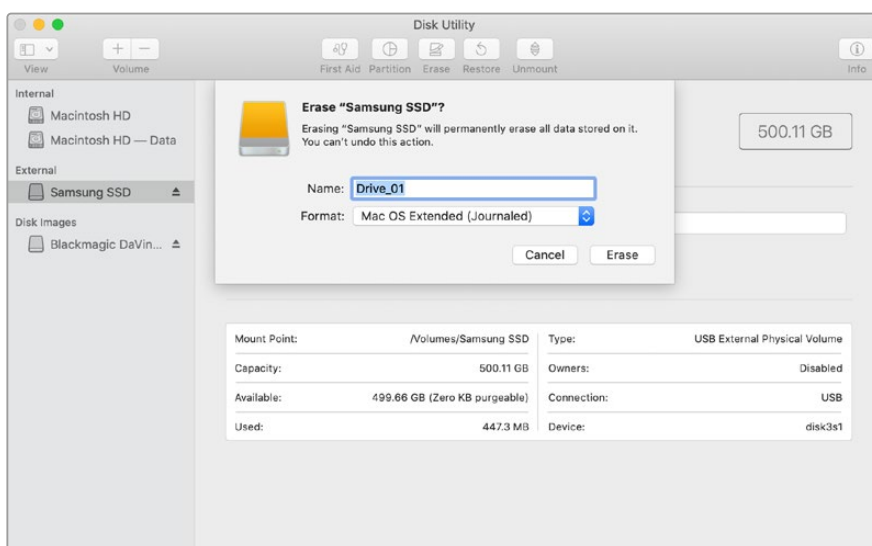 Disk Utility
View
Volume
First Aid
Partition
Erase
Restore
Unmount
Info
Internal
Macintosh HD
Macintosh HD — Data
External
Samsung SSD
Disk Images
Blackmagic DaVin...
Erase “Samsung SSD”?
Erasing “Samsung SSD” will permanently erase all data stored on it.
You can’t undo this action.
Name: Drive_01
Format: Mac OS Extended (Journaled)
Cancel
Erase
500.11 GB
Mount Point: /Volumes/Samsung SSD
Type: USB External Physical Volume
Capacity: 500.11 GB
Owners: Disabled
Available: 499.66 GB (Zero KB purgeable)
Connection: USB
Used: 447.3 MB
Device: disk3s1